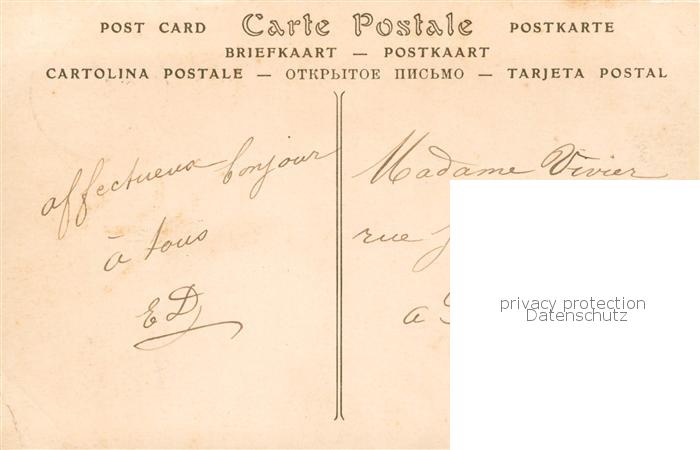 POST CARD Carte Postale POSTKARTE
BRIEFKAART — POSTKAART
CARTOLINA POSTALE — ОТКРЫТОЕ ПИСЬМО — TARJETA POSTAL
affectueux bonjour
à tous
ED
Madame Vivier
rue
a
privacy protection
Datenschutz